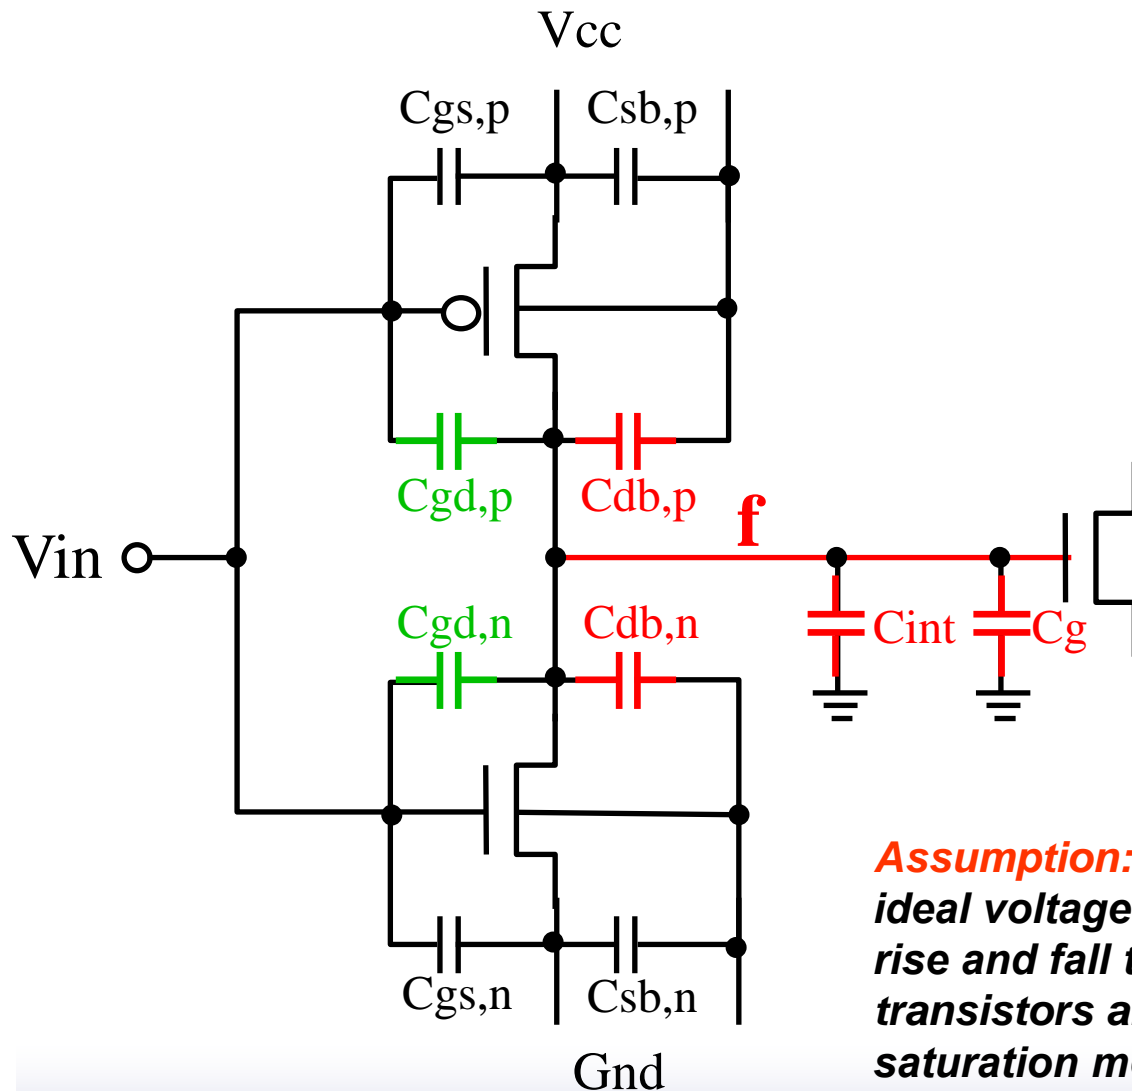 Vcc
Cgs,p Csb,p
Cgd,p Cdb,p
f
Vin
Cgd,n Cdb,n
Cint Cg
Assumption:
ideal voltage
rise and fall
transistors
saturation
Cgs,n Csb,n
Gnd